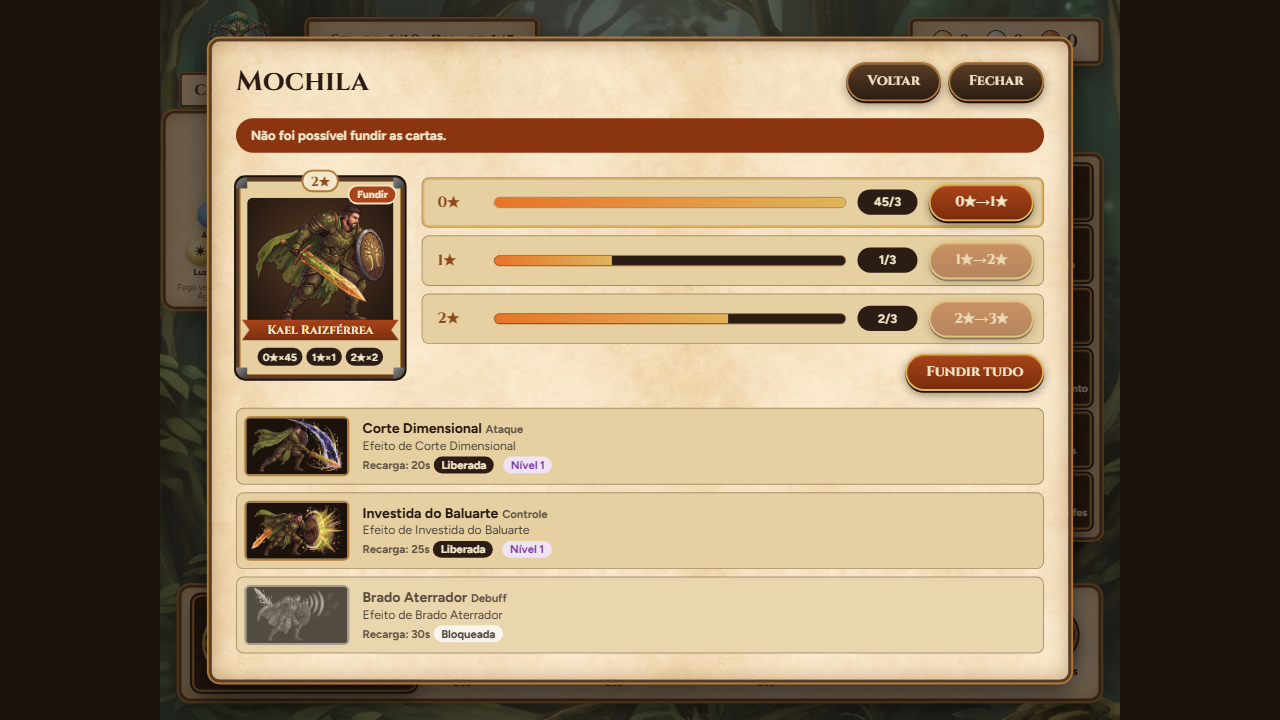 Mochila
Voltar
Fechar
Não foi possível fundir as cartas.
2★
Fundir
Kael Raizférrea
0★×45 1★×1 2★×2
0★ 45/3 0★→1★
1★ 1/3 1★→2★
2★ 2/3 2★→3★
Fundir tudo
Corte Dimensional Ataque
Efeito de Corte Dimensional
Recarga: 20s Liberada Nível 1
Investida do Baluarte Controle
Efeito de Investida do Baluarte
Recarga: 25s Liberada Nível 1
Brado Aterrador Debuff
Efeito de Brado Aterrador
Recarga: 30s Bloqueada